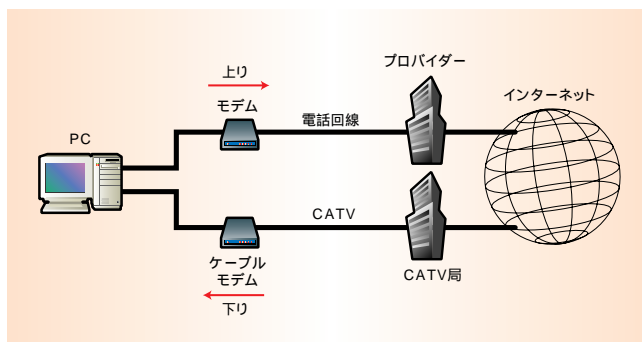 上り
モデム
プロバイダー
インターネット
電話回線
PC
CATV
ケーブル
モデム
下り
CATV局